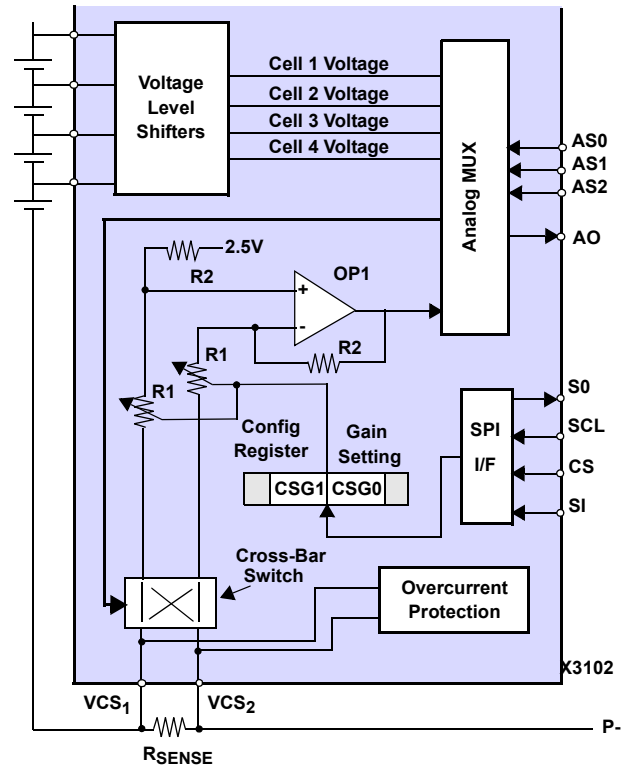 Voltage
Level
Shifters
Cell 1 Voltage
Cell 2 Voltage
Cell 3 Voltage
Cell 4 Voltage
Analog MUX
AS0
AS1
AS2
AO
2.5V
R2
OP1
+
-
R2
R1
R1
Config
Register
Gain
Setting
CSG1
CSG0
SPI
I/F
S0
SCL
CS
SI
Cross-Bar
Switch
Overcurrent
Protection
X3102
VCS1
VCS2
P-
RSENSE